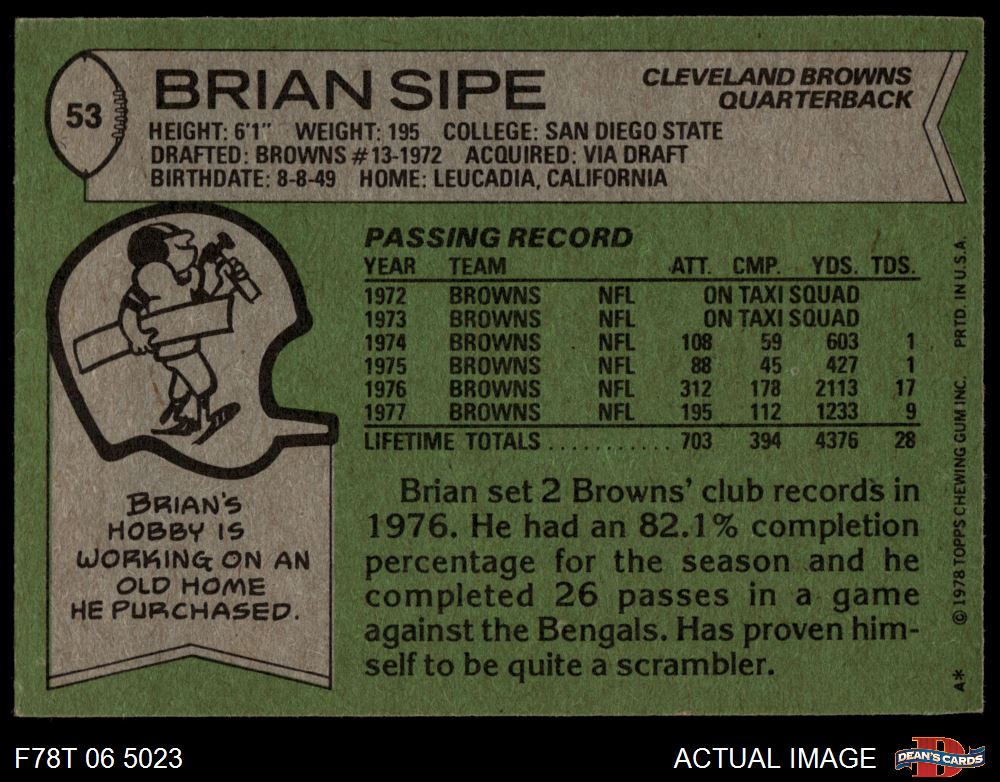 53
BRIAN SIPE
CLEVELAND BROWNS
QUARTERBACK
HEIGHT: 6'1" WEIGHT: 195 COLLEGE: SAN DIEGO STATE
DRAFTED: BROWNS #13-1972 ACQUIRED: VIA DRAFT
BIRTHDATE: 8-8-49 HOME: LEUCADIA, CALIFORNIA
PASSING RECORD
YEAR TEAM ATT. CMP. YDS. TDS.
1972 BROWNS NFL ON TAXI SQUAD
1973 BROWNS NFL ON TAXI SQUAD
1974 BROWNS NFL 108 59 603 1
1975 BROWNS NFL 88 45 427 1
1976 BROWNS NFL 312 178 2113 17
1977 BROWNS NFL 195 112 1233 9
LIFETIME TOTALS ........... 703 394 4376 28
BRIAN'S
HOBBY IS
WORKING ON AN
OLD HOME
HE PURCHASED.
Brian set 2 Browns' club records in
1976. He had an 82.1% completion
percentage for the season and he
completed 26 passes in a game
against the Bengals. Has proven him-
self to be quite a scrambler.
A* © 1978 TOPPS CHEWING GUM INC. PRTD. IN U.S.A.
F78T 06 5023
ACTUAL IMAGE
D
DEAN'S CARDS